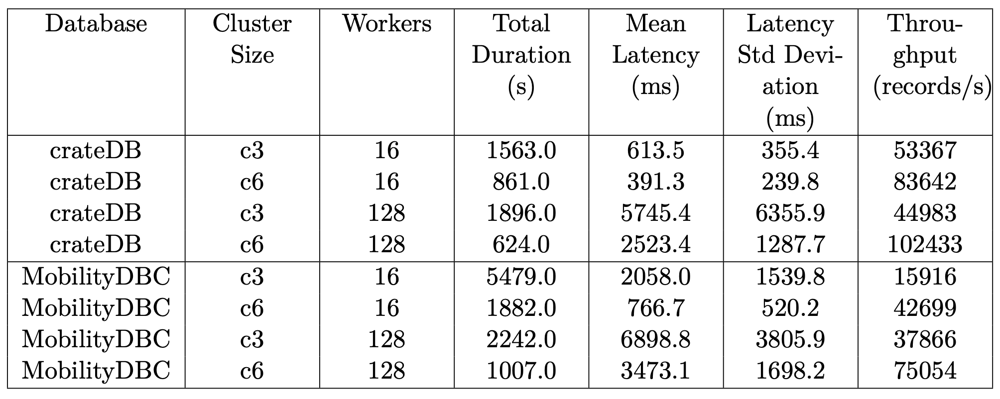 Database Cluster Size Workers Total Duration (s) Mean Latency (ms) Latency Std Devi-ation (ms) Throu-ghput (records/s)
crateDB c3 16 1563.0 613.5 355.4 53367
crateDB c6 16 861.0 391.3 239.8 83642
crateDB c3 128 1896.0 5745.4 6355.9 44983
crateDB c6 128 624.0 2523.4 1287.7 102433
MobilityDBC c3 16 5479.0 2058.0 1539.8 15916
MobilityDBC c6 16 1882.0 766.7 520.2 42699
MobilityDBC c3 128 2242.0 6898.8 3805.9 37866
MobilityDBC c6 128 1007.0 3473.1 1698.2 75054